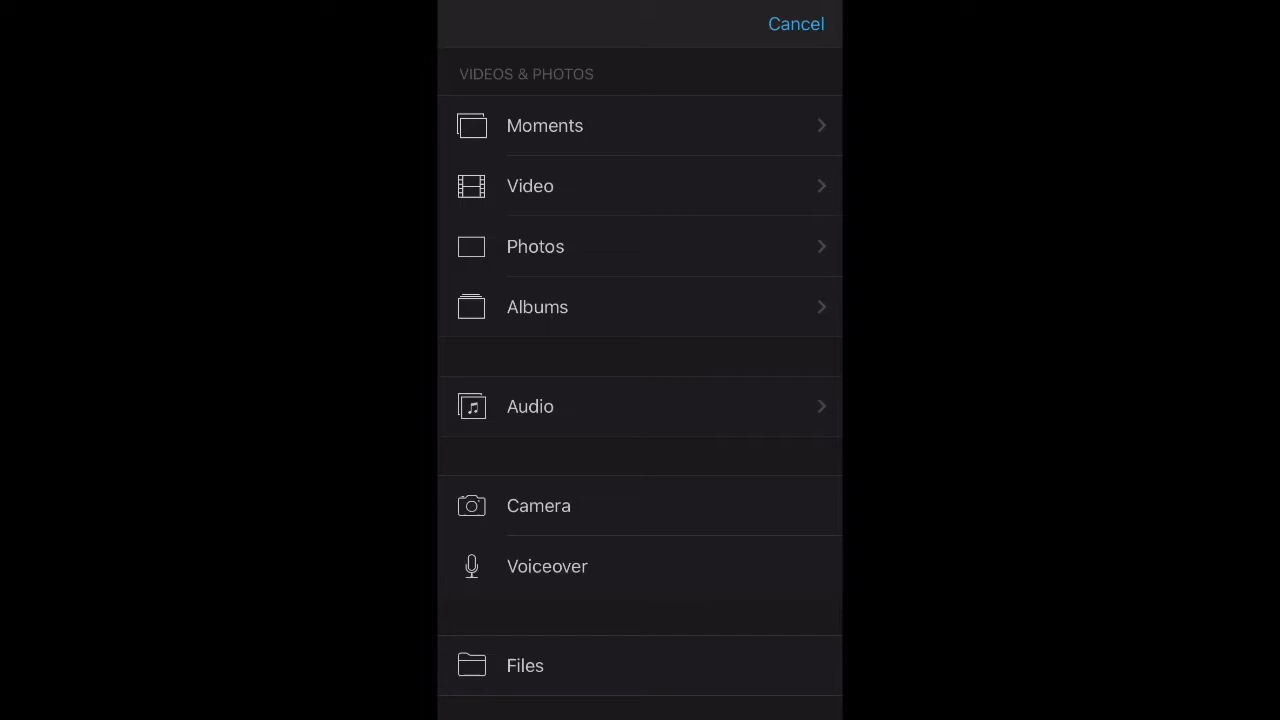 Cancel
VIDEOS & PHOTOS
Moments
Video
Photos
Albums
Audio
Camera
Voiceover
Files